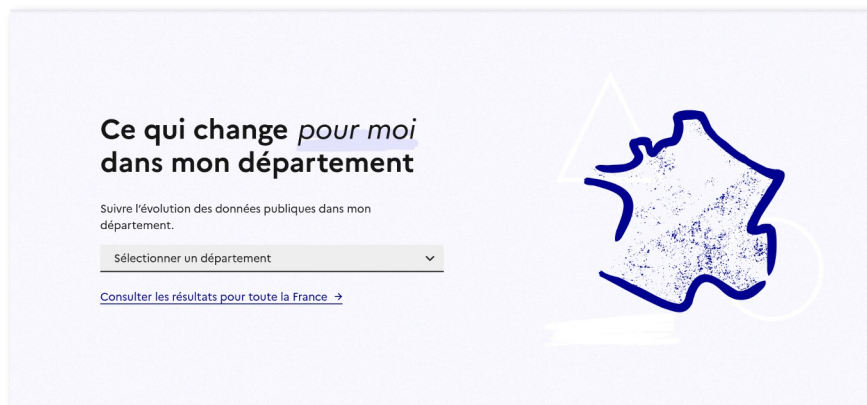 Ce qui change pour moi
dans mon département
Suivre l’évolution des données publiques dans mon
département.
Sélectionner un département
Consulter les résultats pour toute la France →